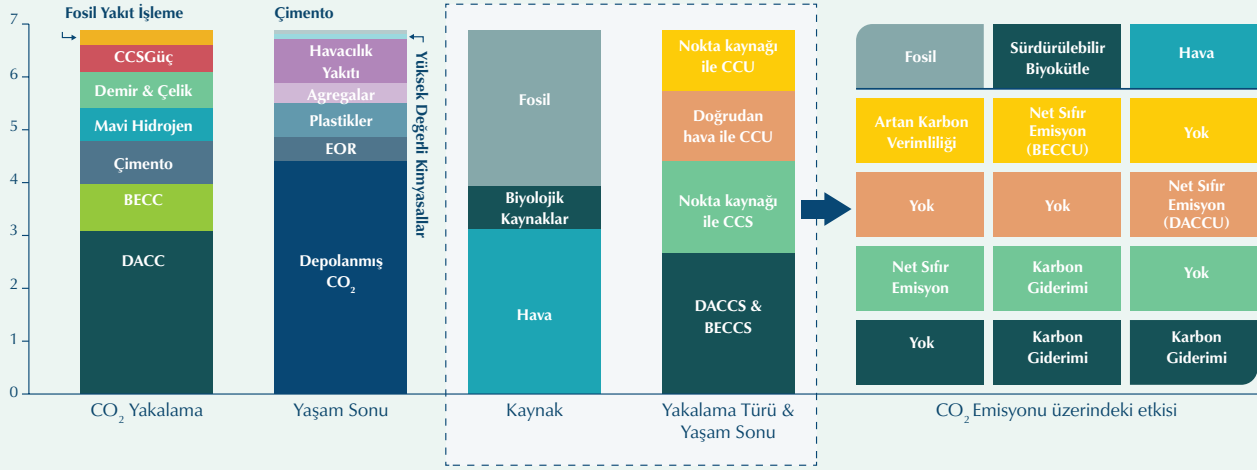 Fosil Yakıt İşleme
Çimento
7
6
5
4
3
2
1
0
CCSGüç
Demir & Çelik
Mavi Hidrojen
Çimento
BECC
DACC
CO2 Yakalama
Havacılık
Yakıtı
Agregalar
Plastikler
EOR
Depolanmış
CO2
Yaşam Sonu
Yüksek Değerli Kimyasallar
Fosil
Biyolojik
Kaynaklar
Hava
Kaynak
Nokta kaynağı
ile CCU
Doğrudan
hava ile CCU
Nokta kaynağı
ile CCS
DACCS &
BECCS
Yakalama Türü &
Yaşam Sonu
Fosil
Sürdürülebilir
Biyokütle
Hava
Artan Karbon
Verimliliği
Net Sıfır
Emisyon
(BECCU)
Yok
Yok
Yok
Net Sıfır
Emisyon
(DACCU)
Net Sıfır
Emisyon
Karbon
Giderimi
Yok
Yok
Karbon
Giderimi
Karbon
Giderimi
CO2 Emisyonu üzerindeki etkisi